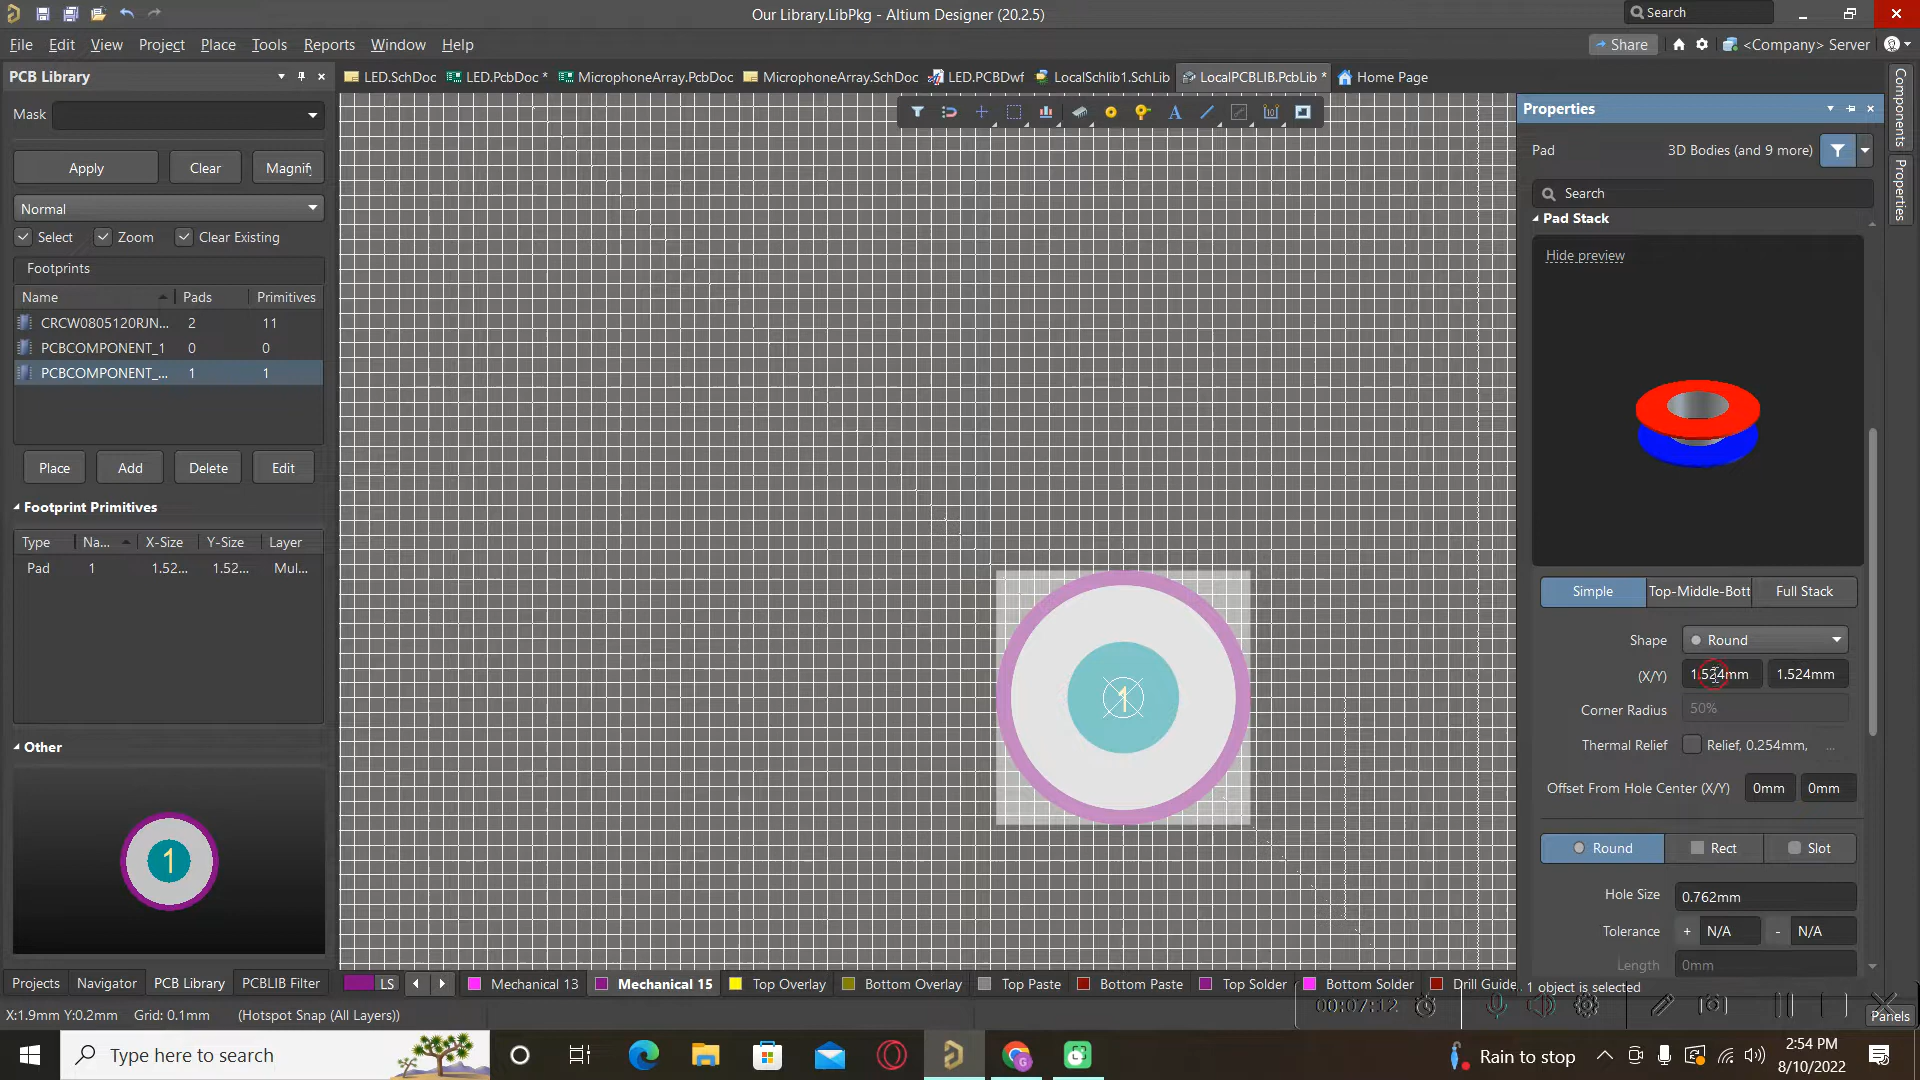 Our Library.LibPkg - Altium Designer (20.2.5)
Search
File Edit View Project Place Tools Reports Window Help
Share <Company> Server
PCB Library
LED.SchDoc LED.PcbDoc * MicrophoneArray.PcbDoc MicrophoneArray.SchDoc LED.PCBDwf LocalSchlib1.SchLib LocalPCBLIB.PcbLib * Home Page
Components
Properties
Mask
Apply Clear Magnify
Normal
Select Zoom Clear Existing
Footprints
Name Pads Primitives
CRCW0805120RJN... 2 11
PCBCOMPONENT_1 0 0
PCBCOMPONENT_... 1 1
Place Add Delete Edit
Footprint Primitives
Type Na... X-Size Y-Size Layer
Pad 1 1.52... 1.52... Mul...
Other
1
1
Properties
Pad 3D Bodies (and 9 more)
Search
Pad Stack
Hide preview
Simple Top-Middle-Bott Full Stack
Shape Round
(X/Y) 1.524mm 1.524mm
Corner Radius 50%
Thermal Relief Relief, 0.254mm, ...
Offset From Hole Center (X/Y) 0mm 0mm
Round Rect Slot
Hole Size 0.762mm
Tolerance + N/A - N/A
Length 0mm
1 object is selected
Projects Navigator PCB Library PCBLIB Filter
LS Mechanical 13 Mechanical 15 Top Overlay Bottom Overlay Top Paste Bottom Paste Top Solder Bottom Solder Drill Guide
00:07:12
X:1.9mm Y:0.2mm Grid: 0.1mm (Hotspot Snap (All Layers))
Panels
Type here to search
Rain to stop
2:54 PM
8/10/2022